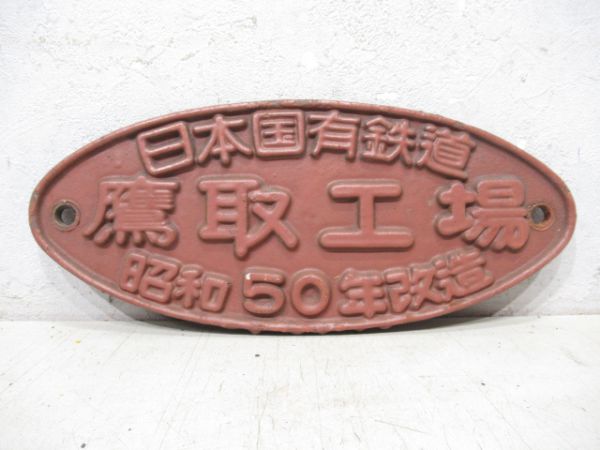 日本国有鉄道
鷹取工場
昭和50年改造